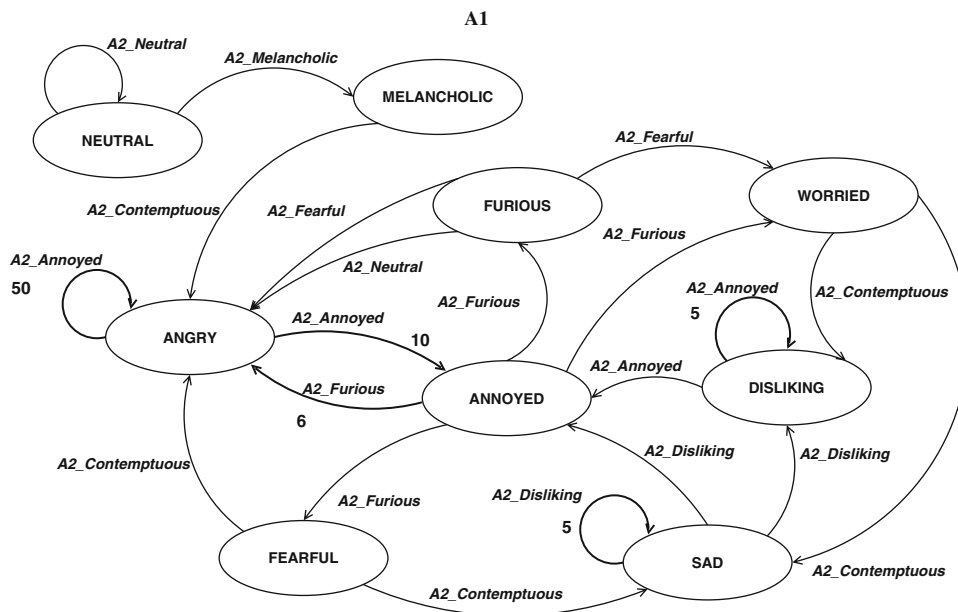 A1
A2_Neutral
A2_Melancholic
MELANCHOLIC
NEUTRAL
A2_Fearful
WORRIED
FURIOUS
A2_Contemptuous
A2_Fearful
A2_Furious
A2_Annoyed
50
A2_Neutral
A2_Annoyed
A2_Contemptuous
A2_Furious
5
A2_Annoyed
10
ANGRY
A2_Annoyed
A2_Furious
6
ANNOYED
DISLIKING
A2_Contemptuous
A2_Disliking
A2_Disliking
A2_Furious
A2_Disliking
5
FEARFUL
SAD
A2_Contemptuous
A2_Contemptuous